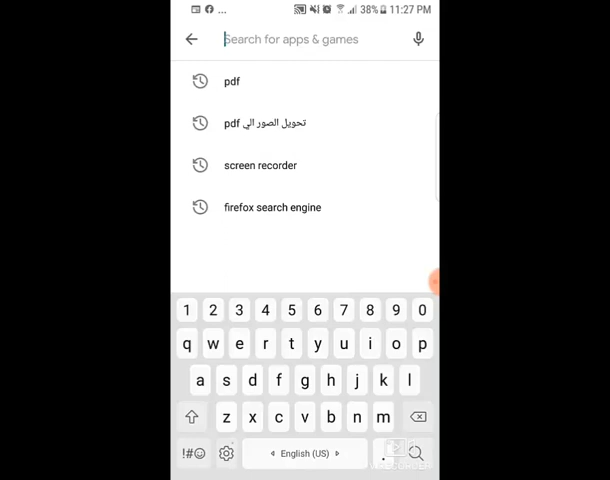 ... 38% 11:27 PM
Search for apps & games
pdf
تحويل الصور الي pdf
screen recorder
firefox search engine
1 2 3 4 5 6 7 8 9 0
q w e r t y u i o p
a s d f g h j k l
z x c v b n m
!#☺ English (US) .